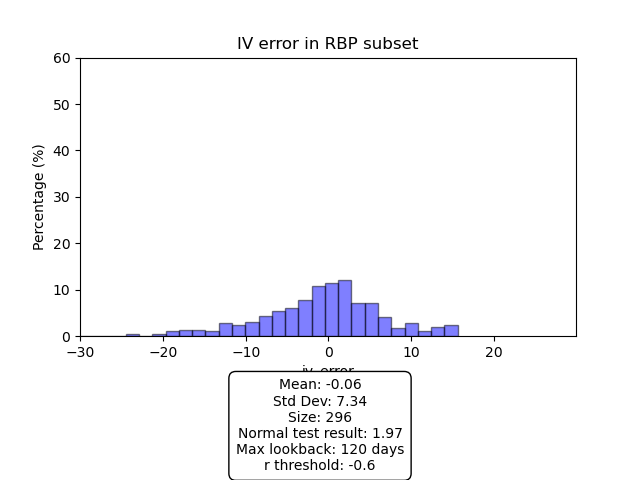 IV error in RBP subset
60
50
40
30
20
10
0
Percentage (%)
−30
−20
−10
0
10
20
iv_error
Mean: -0.06
Std Dev: 7.34
Size: 296
Normal test result: 1.97
Max lookback: 120 days
r threshold: -0.6